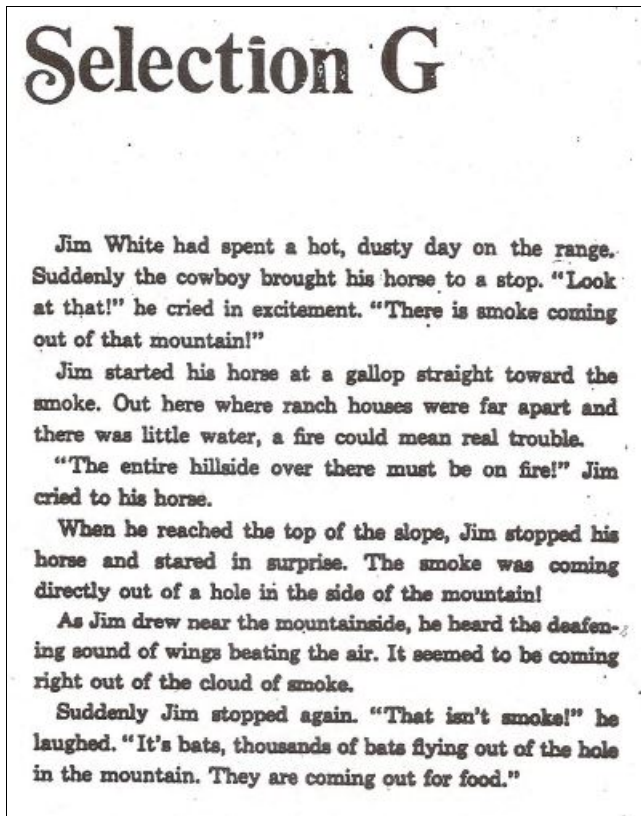 Selection G
Jim White had spent a hot, dusty day on the range.
Suddenly the cowboy brought his horse to a stop. “Look
at that!” he cried in excitement. “There is smoke coming
out of that mountain!”
Jim started his horse at a gallop straight toward the
smoke. Out here where ranch houses were far apart and
there was little water, a fire could mean real trouble.
“The entire hillside over there must be on fire!” Jim
cried to his horse.
When he reached the top of the slope, Jim stopped his
horse and stared in surprise. The smoke was coming
directly out of a hole in the side of the mountain!
As Jim drew near the mountainside, he heard the deafen-
ing sound of wings beating the air. It seemed to be coming
right out of the cloud of smoke.
Suddenly Jim stopped again. “That isn’t smoke!” he
laughed. “It’s bats, thousands of bats flying out of the hole
in the mountain. They are coming out for food.”